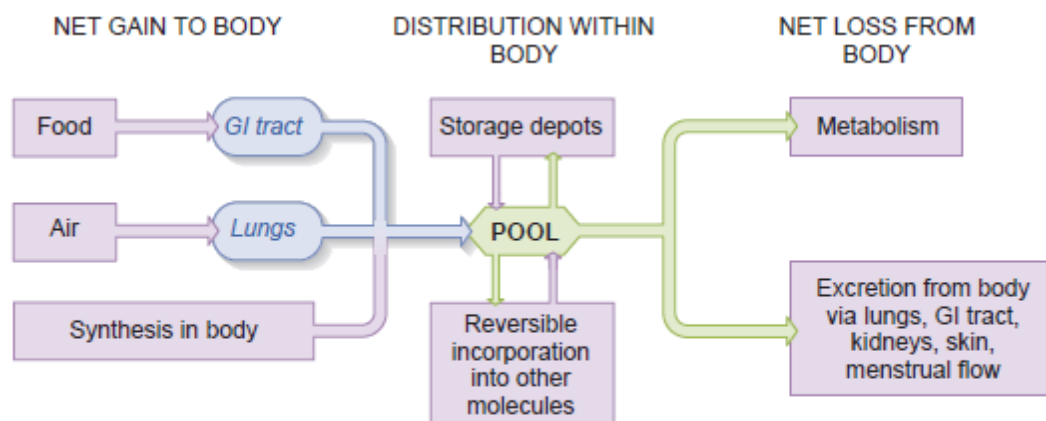 NET GAIN TO BODY
DISTRIBUTION WITHIN
BODY
NET LOSS FROM
BODY
Food
GI tract
Storage depots
Metabolism
Air
Lungs
POOL
Synthesis in body
Reversible
incorporation
into other
molecules
Excretion from body
via lungs, GI tract,
kidneys, skin,
menstrual flow